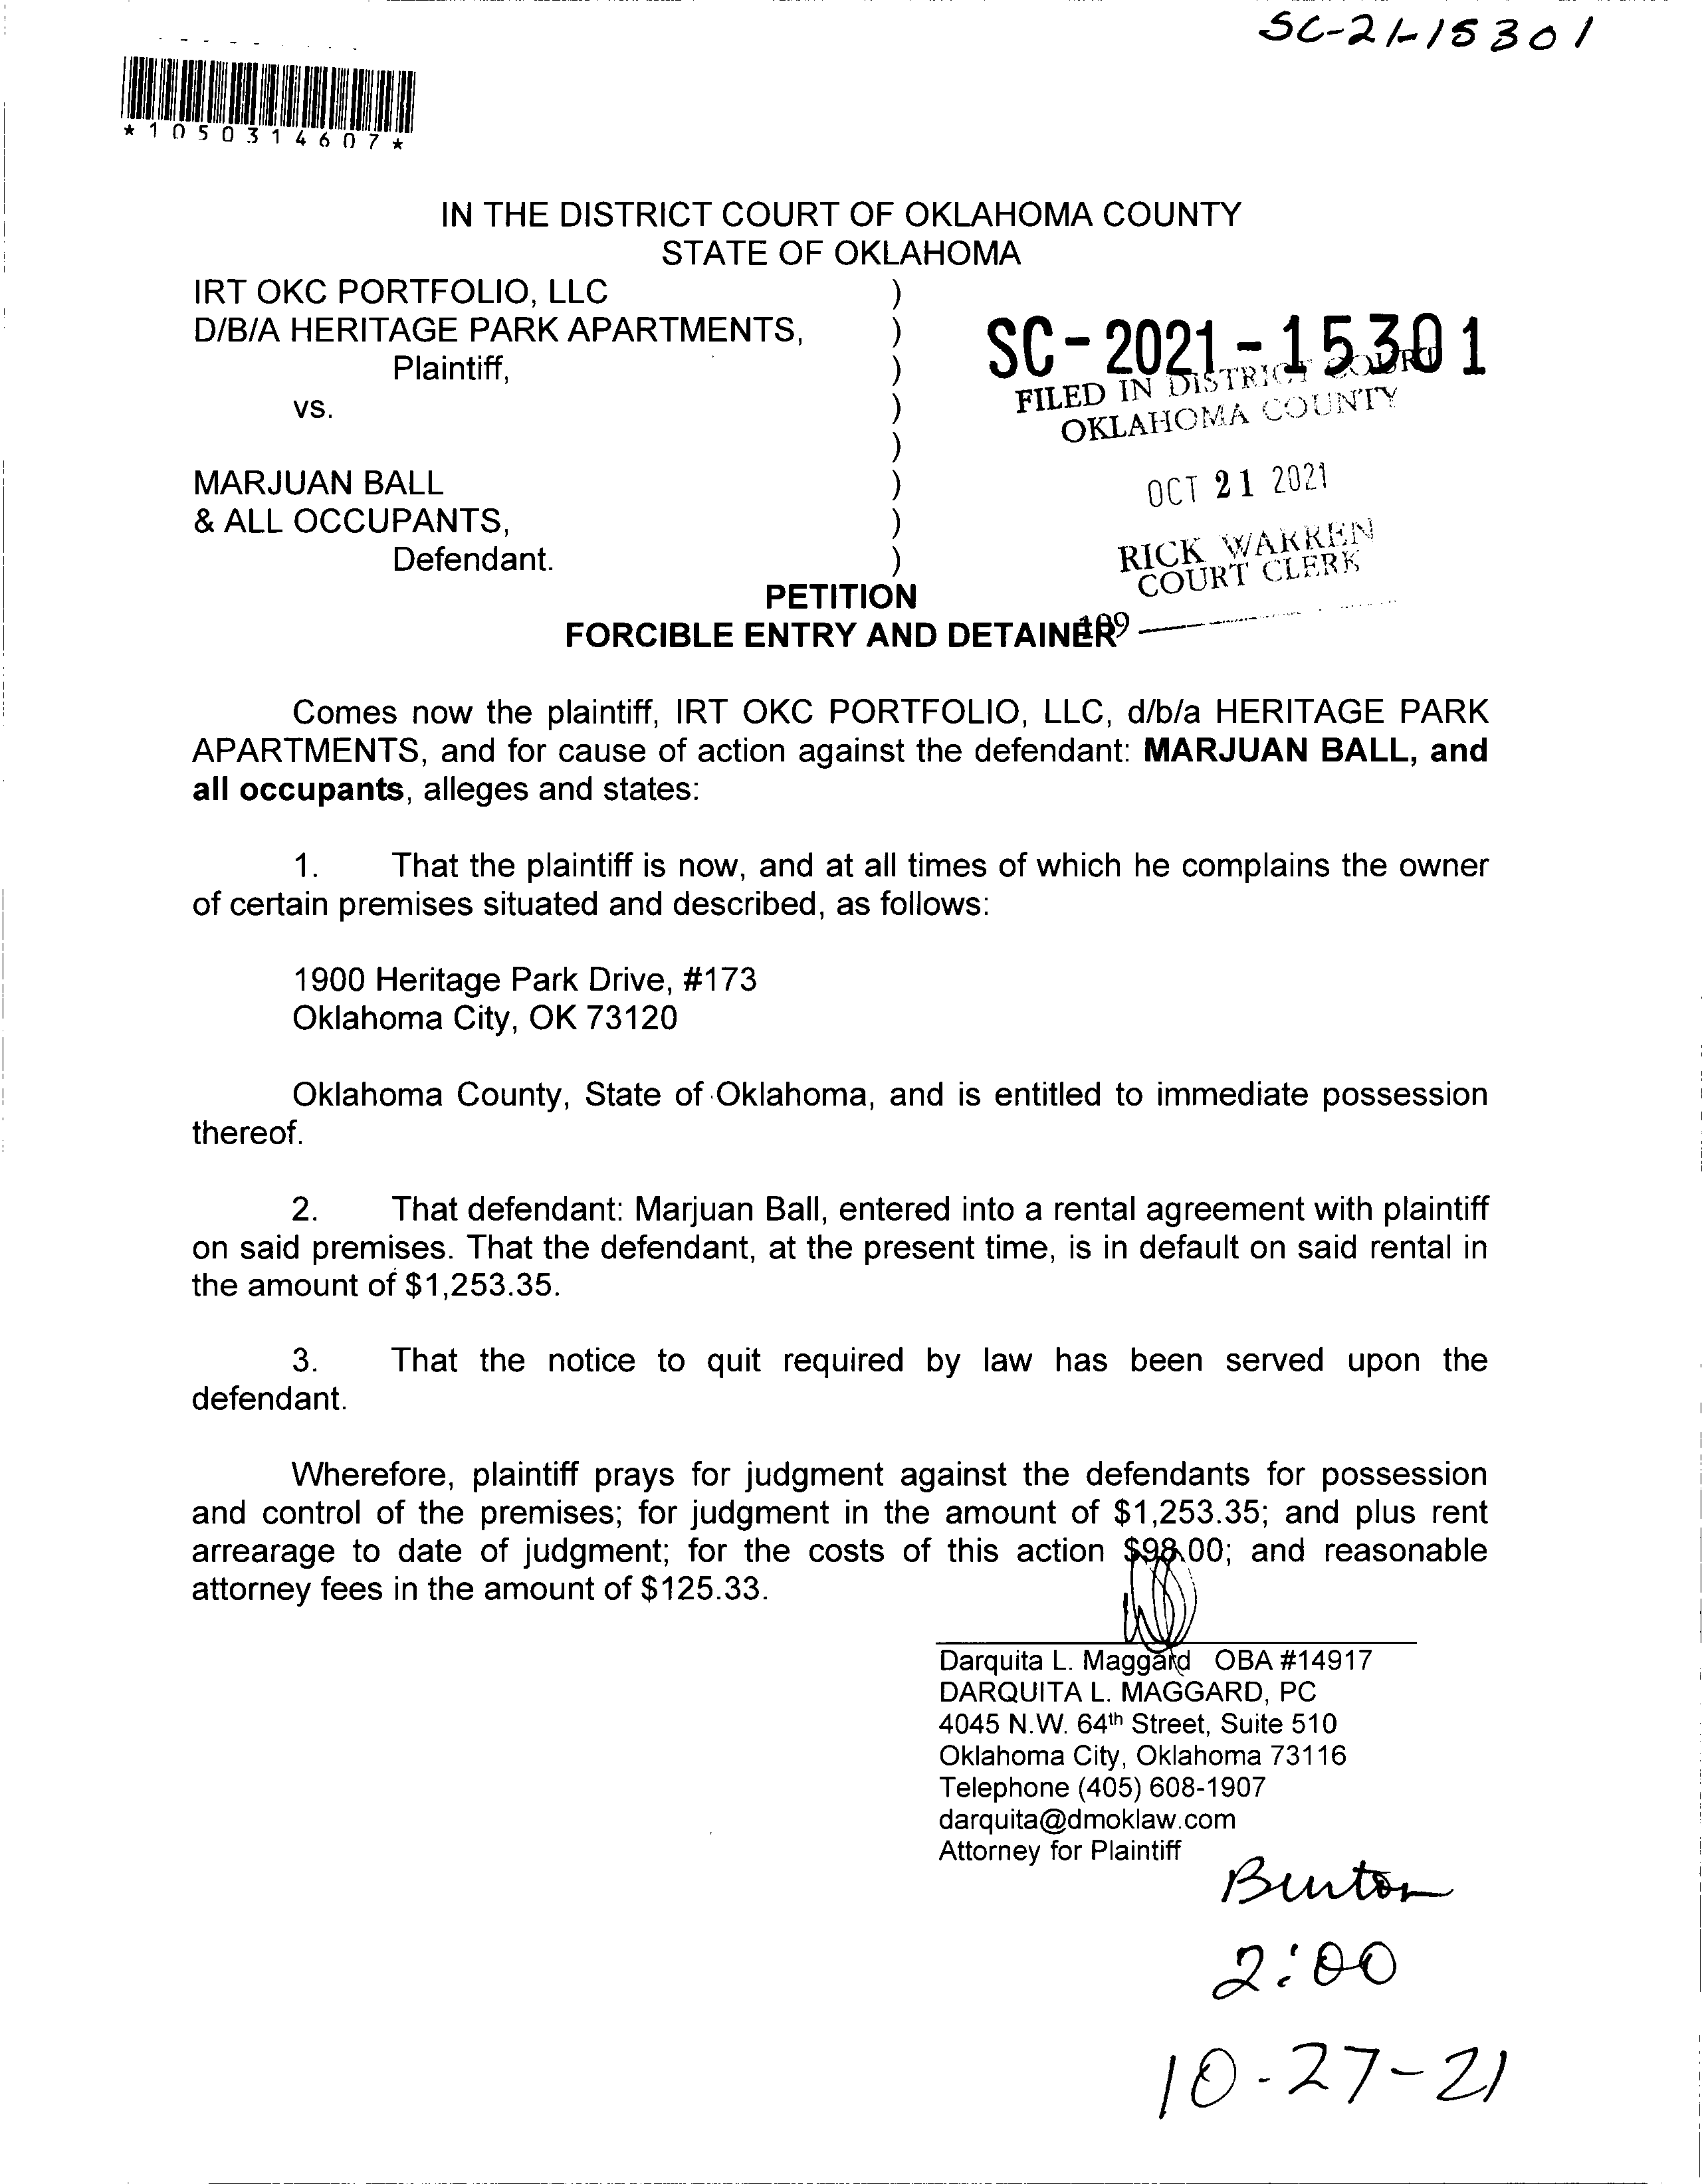 SC-21-15301
*1050314607*
IN THE DISTRICT COURT OF OKLAHOMA COUNTY
STATE OF OKLAHOMA
IRT OKC PORTFOLIO, LLC )
D/B/A HERITAGE PARK APARTMENTS, )
Plaintiff, )
vs. )
)
MARJUAN BALL )
& ALL OCCUPANTS, )
Defendant. )
SC-2021-15301
FILED IN DISTRICT COURT
OKLAHOMA COUNTY
OCT 21 2021
RICK WARREN
COURT CLERK
109
PETITION
FORCIBLE ENTRY AND DETAINER
Comes now the plaintiff, IRT OKC PORTFOLIO, LLC, d/b/a HERITAGE PARK
APARTMENTS, and for cause of action against the defendant: MARJUAN BALL, and
all occupants, alleges and states:
1. That the plaintiff is now, and at all times of which he complains the owner
of certain premises situated and described, as follows:
1900 Heritage Park Drive, #173
Oklahoma City, OK 73120
Oklahoma County, State of Oklahoma, and is entitled to immediate possession
thereof.
2. That defendant: Marjuan Ball, entered into a rental agreement with plaintiff
on said premises. That the defendant, at the present time, is in default on said rental in
the amount of $1,253.35.
3. That the notice to quit required by law has been served upon the
defendant.
Wherefore, plaintiff prays for judgment against the defendants for possession
and control of the premises; for judgment in the amount of $1,253.35; and plus rent
arrearage to date of judgment; for the costs of this action $98.00; and reasonable
attorney fees in the amount of $125.33.
Darquita L. Maggard OBA #14917
DARQUITA L. MAGGARD, PC
4045 N.W. 64th Street, Suite 510
Oklahoma City, Oklahoma 73116
Telephone (405) 608-1907
darquita@dmoklaw.com
Attorney for Plaintiff
Burton
2:00
10-27-21